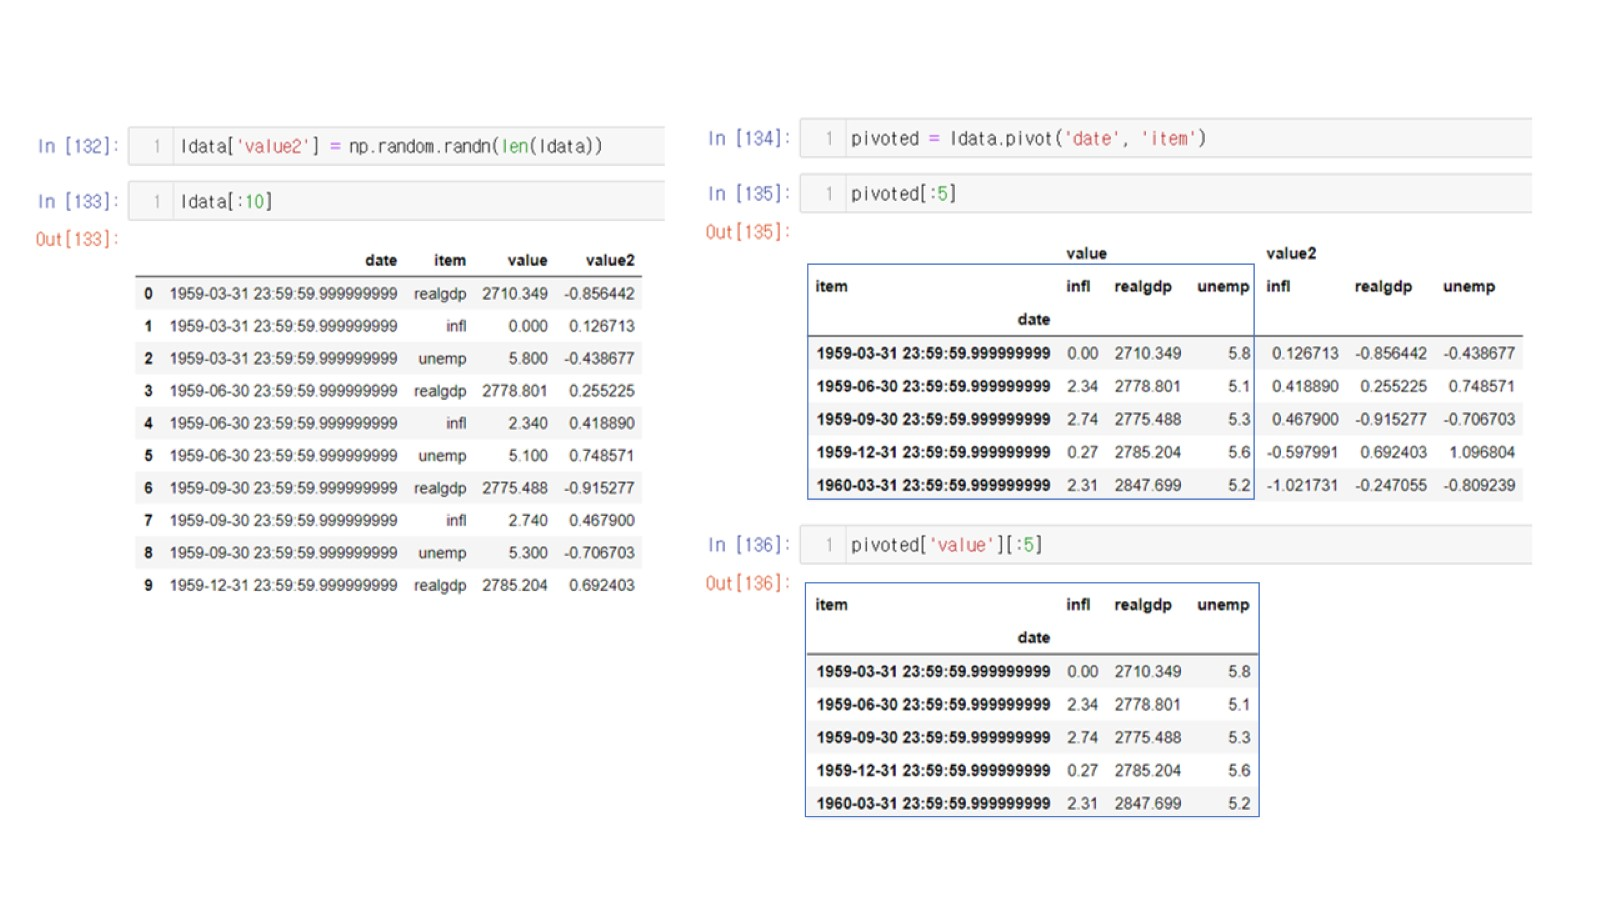 In [132]: 1 ldata['value2'] = np.random.randn(len(ldata))
In [133]: 1 ldata[:10]
Out[133]:
date item value value2
0 1959-03-31 23:59:59.999999999 realgdp 2710.349 -0.856442
1 1959-03-31 23:59:59.999999999 infl 0.000 0.126713
2 1959-03-31 23:59:59.999999999 unemp 5.800 -0.438677
3 1959-06-30 23:59:59.999999999 realgdp 2778.801 0.255225
4 1959-06-30 23:59:59.999999999 infl 2.340 0.418890
5 1959-06-30 23:59:59.999999999 unemp 5.100 0.748571
6 1959-09-30 23:59:59.999999999 realgdp 2775.488 -0.915277
7 1959-09-30 23:59:59.999999999 infl 2.740 0.467900
8 1959-09-30 23:59:59.999999999 unemp 5.300 -0.706703
9 1959-12-31 23:59:59.999999999 realgdp 2785.204 0.692403
In [134]: 1 pivoted = ldata.pivot('date', 'item')
In [135]: 1 pivoted[:5]
Out[135]:
value value2
item infl realgdp unemp infl realgdp unemp
date
1959-03-31 23:59:59.999999999 0.00 2710.349 5.8 0.126713 -0.856442 -0.438677
1959-06-30 23:59:59.999999999 2.34 2778.801 5.1 0.418890 0.255225 0.748571
1959-09-30 23:59:59.999999999 2.74 2775.488 5.3 0.467900 -0.915277 -0.706703
1959-12-31 23:59:59.999999999 0.27 2785.204 5.6 -0.597991 0.692403 1.096804
1960-03-31 23:59:59.999999999 2.31 2847.699 5.2 -1.021731 -0.247055 -0.809239
In [136]: 1 pivoted['value'][:5]
Out[136]:
item infl realgdp unemp
date
1959-03-31 23:59:59.999999999 0.00 2710.349 5.8
1959-06-30 23:59:59.999999999 2.34 2778.801 5.1
1959-09-30 23:59:59.999999999 2.74 2775.488 5.3
1959-12-31 23:59:59.999999999 0.27 2785.204 5.6
1960-03-31 23:59:59.999999999 2.31 2847.699 5.2